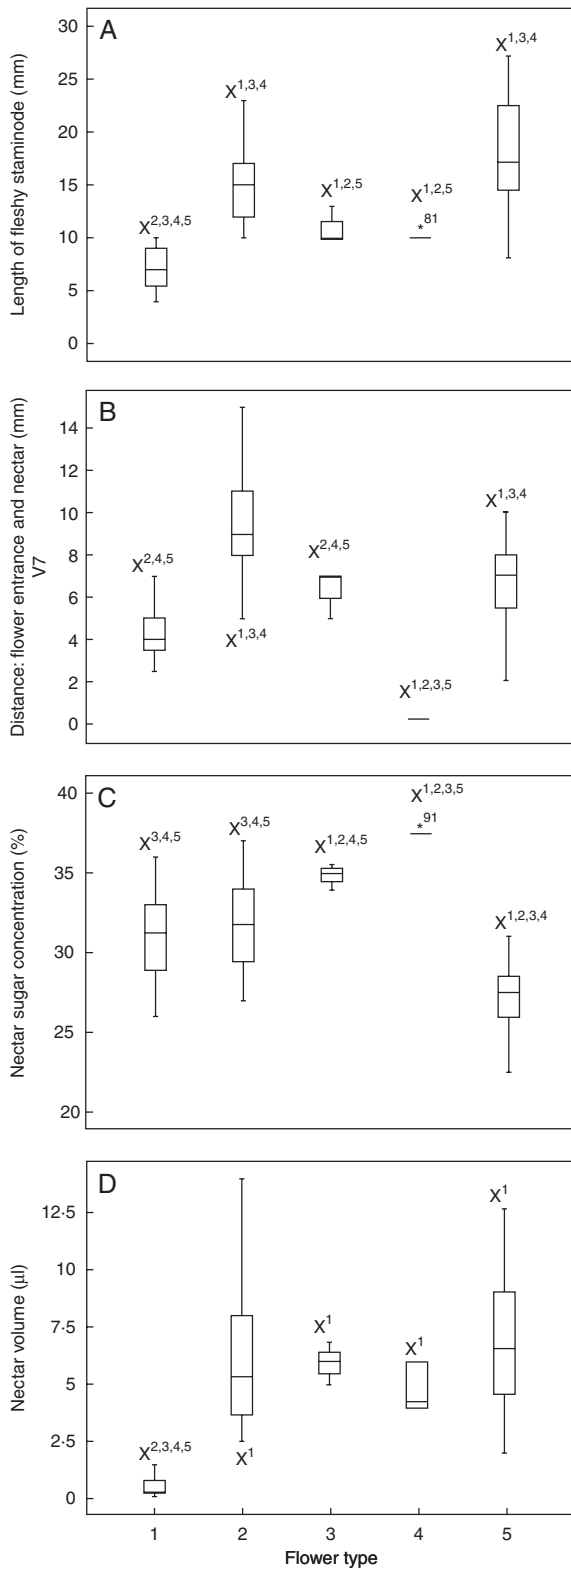 A
Length of fleshy staminode (mm)
30
25
20
15
10
5
0
X2,3,4,5
X1,3,4
X1,2,5
X1,2,5
*81
X1,3,4
B
Distance: flower entrance and nectar (mm)
V7
14
12
10
8
6
4
2
0
X2,4,5
X1,3,4
X2,4,5
X1,2,3,5
X1,3,4
C
Nectar sugar concentration (%)
40
35
30
25
20
X3,4,5
X3,4,5
X1,2,4,5
X1,2,3,5
*91
X1,2,3,4
D
Nectar volume (µl)
12·5
10
7·5
5
2·5
0
X2,3,4,5
X1
X1
X1
X1
1 2 3 4 5
Flower type